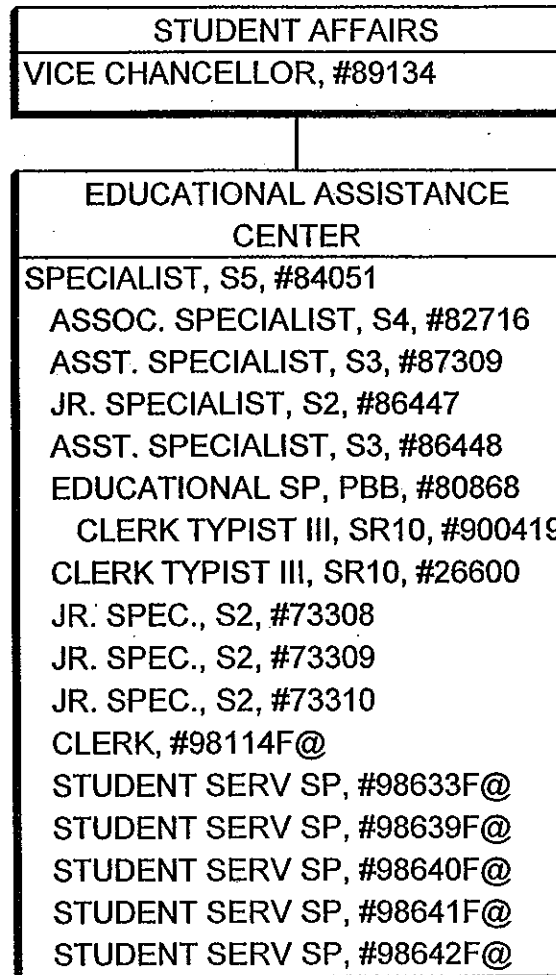 STUDENT AFFAIRS
VICE CHANCELLOR, #89134
EDUCATIONAL ASSISTANCE
CENTER
SPECIALIST, S5, #84051
ASSOC. SPECIALIST, S4, #82716
ASST. SPECIALIST, S3, #87309
JR. SPECIALIST, S2, #86447
ASST. SPECIALIST, S3, #86448
EDUCATIONAL SP, PBB, #80868
CLERK TYPIST III, SR10, #900419
CLERK TYPIST III, SR10, #26600
JR. SPEC., S2, #73308
JR. SPEC., S2, #73309
JR. SPEC., S2, #73310
CLERK, #98114F@
STUDENT SERV SP, #98633F@
STUDENT SERV SP, #98639F@
STUDENT SERV SP, #98640F@
STUDENT SERV SP, #98641F@
STUDENT SERV SP, #98642F@